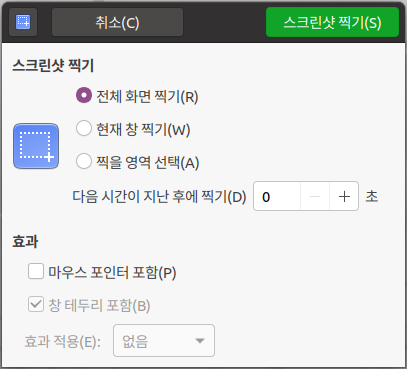 취소(C)
스크린샷 찍기(S)
스크린샷 찍기
전체 화면 찍기(R)
현재 창 찍기(W)
찍을 영역 선택(A)
다음 시간이 지난 후에 찍기(D) 0 − + 초
효과
마우스 포인터 포함(P)
창 테두리 포함(B)
효과 적용(E): 없음